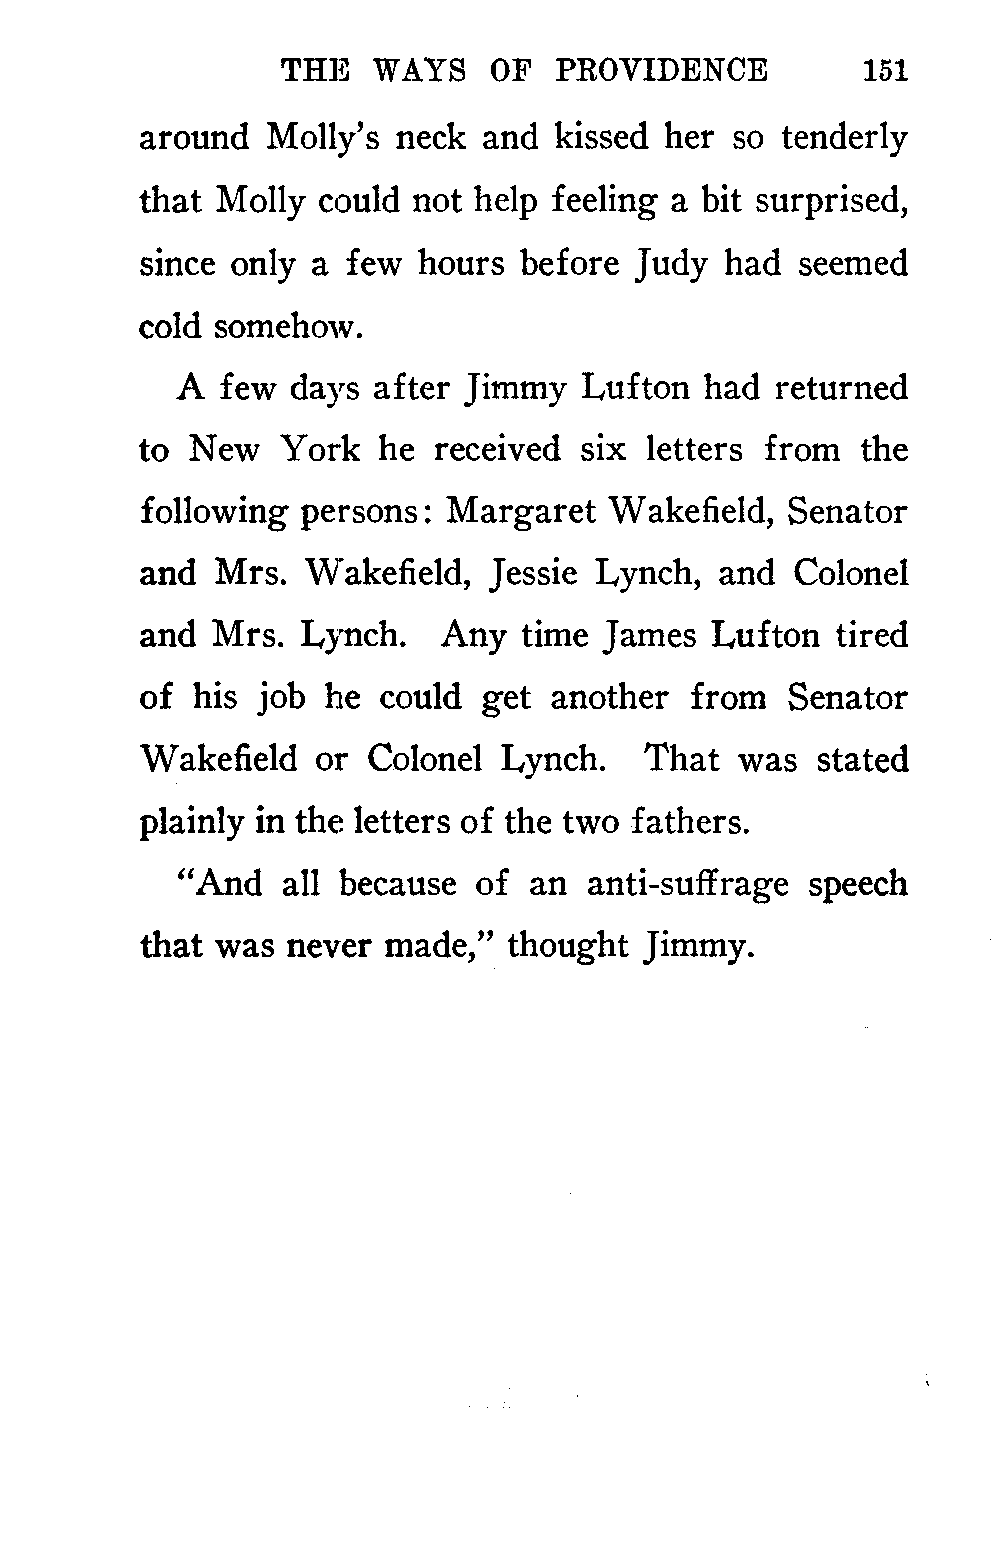 THE WAYS OF PROVIDENCE 151
around Molly's neck and kissed her so tenderly
that Molly could not help feeling a bit surprised,
since only a few hours before Judy had seemed
cold somehow.
A few days after Jimmy Lufton had returned
to New York he received six letters from the
following persons: Margaret Wakefield, Senator
and Mrs. Wakefield, Jessie Lynch, and Colonel
and Mrs. Lynch. Any time James Lufton tired
of his job he could get another from Senator
Wakefield or Colonel Lynch. That was stated
plainly in the letters of the two fathers.
"And all because of an anti-suffrage speech
that was never made," thought Jimmy.